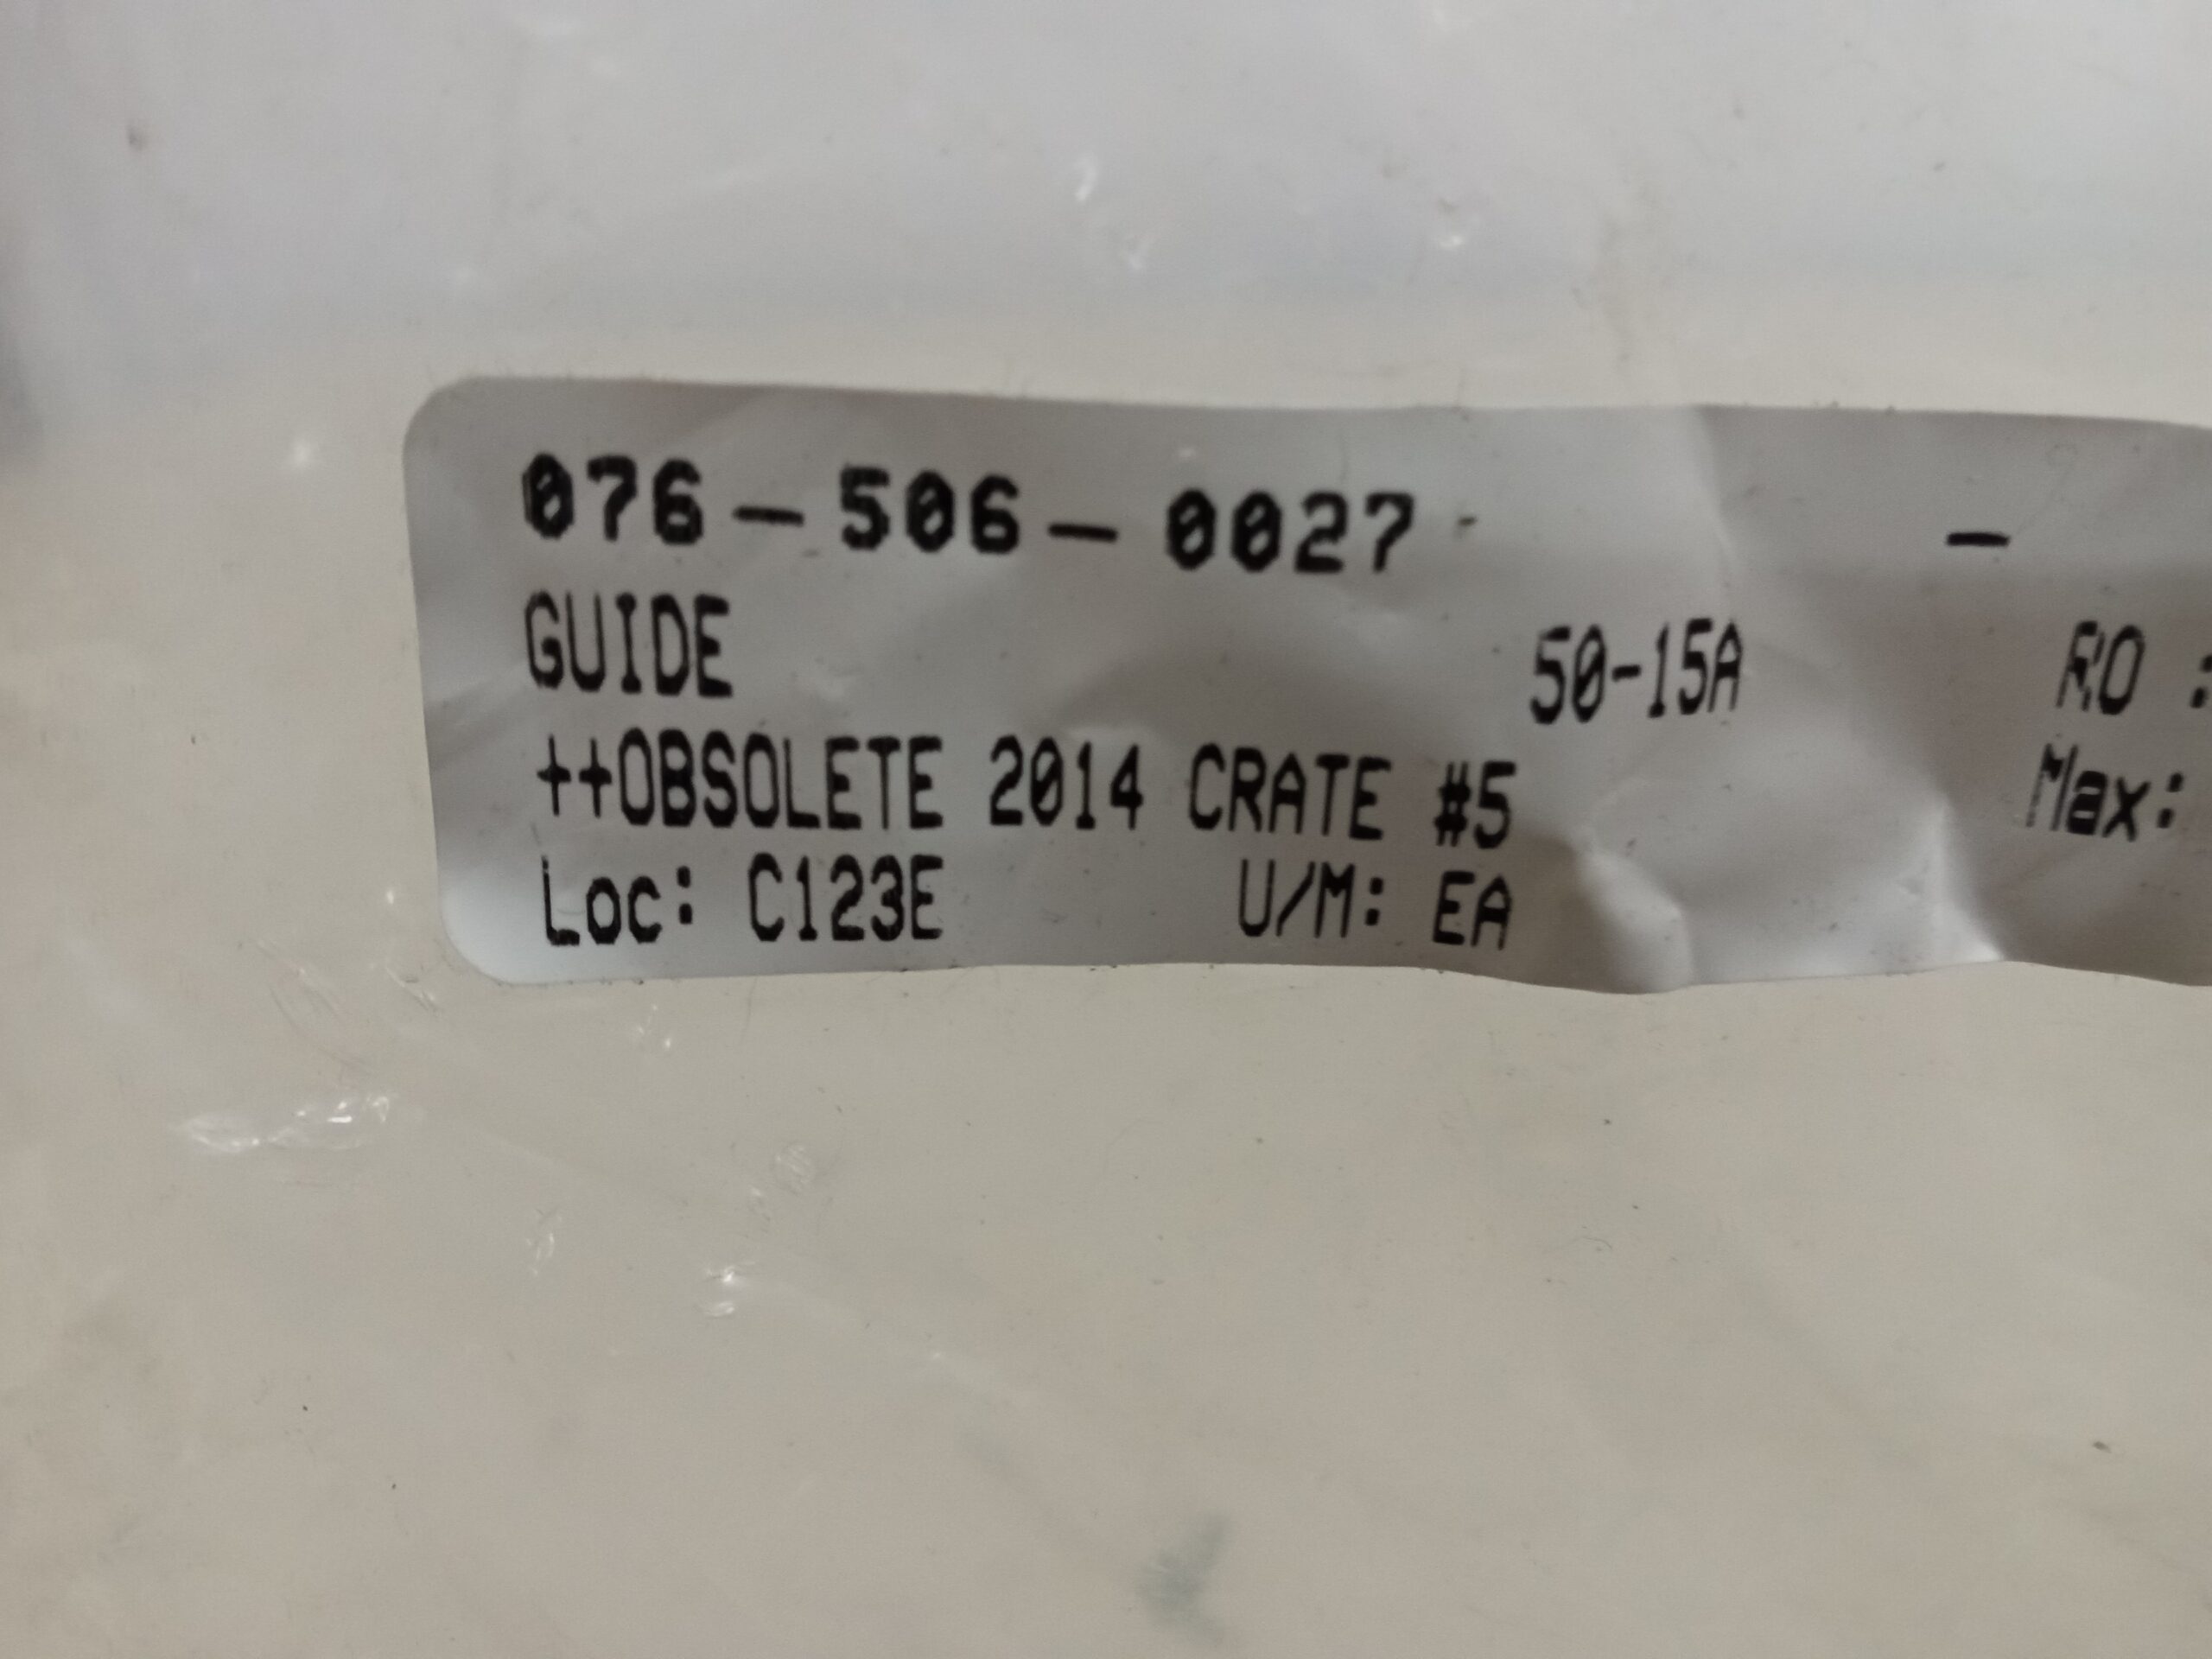 076-506-0027 -
GUIDE 50-15A RO :
++OBSOLETE 2014 CRATE #5 Max:
Loc: C123E U/M: EA